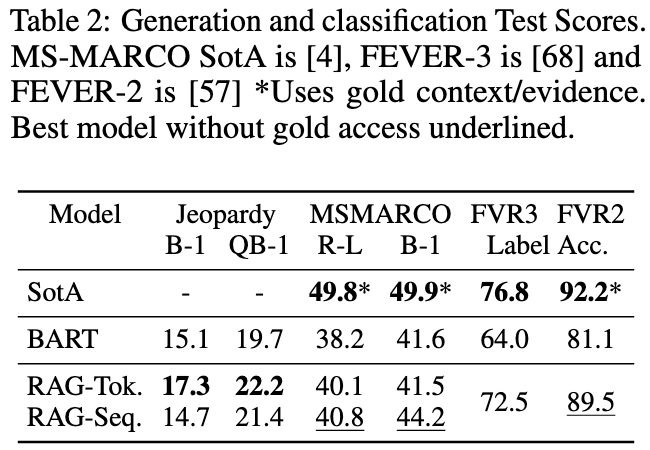 Table 2: Generation and classification Test Scores.
MS-MARCO SotA is [4], FEVER-3 is [68] and
FEVER-2 is [57] *Uses gold context/evidence.
Best model without gold access underlined.
Model Jeopardy MSMARCO FVR3 FVR2
B-1 QB-1 R-L B-1 Label Acc.
SotA - - 49.8* 49.9* 76.8 92.2*
BART 15.1 19.7 38.2 41.6 64.0 81.1
RAG-Tok. 17.3 22.2 40.1 41.5
72.5 89.5
RAG-Seq. 14.7 21.4 40.8 44.2